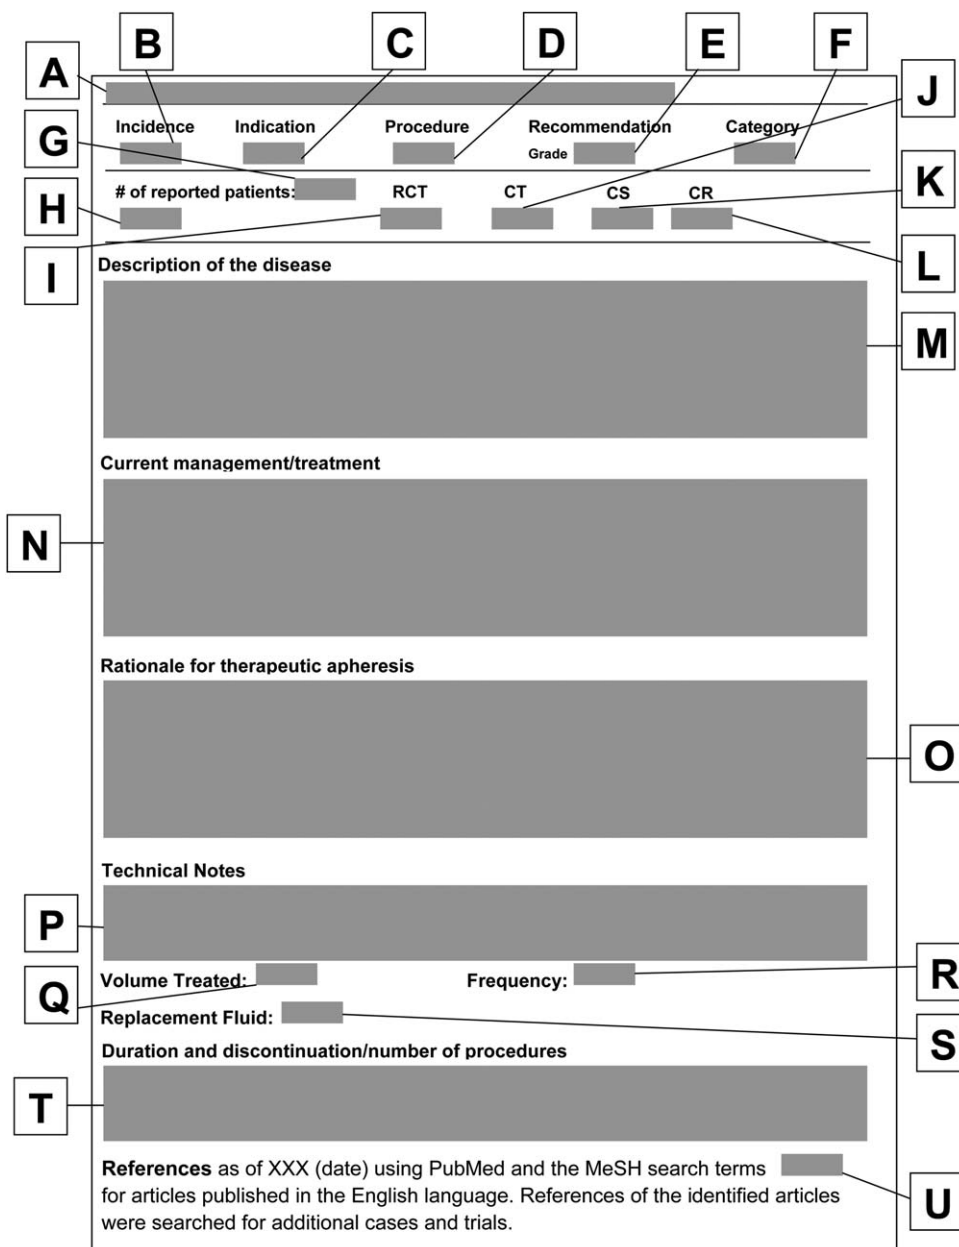 B C D E F
A J
Incidence Indication Procedure Recommendation Category
G Grade
K
# of reported patients: RCT CT CS CR
H
I L
Description of the disease
M
Current management/treatment
N
Rationale for therapeutic apheresis
O
Technical Notes
P
Volume Treated: Frequency: R
Q
Replacement Fluid: S
Duration and discontinuation/number of procedures
T
References as of XXX (date) using PubMed and the MeSH search terms
for articles published in the English language. References of the identified articles U
were searched for additional cases and trials.